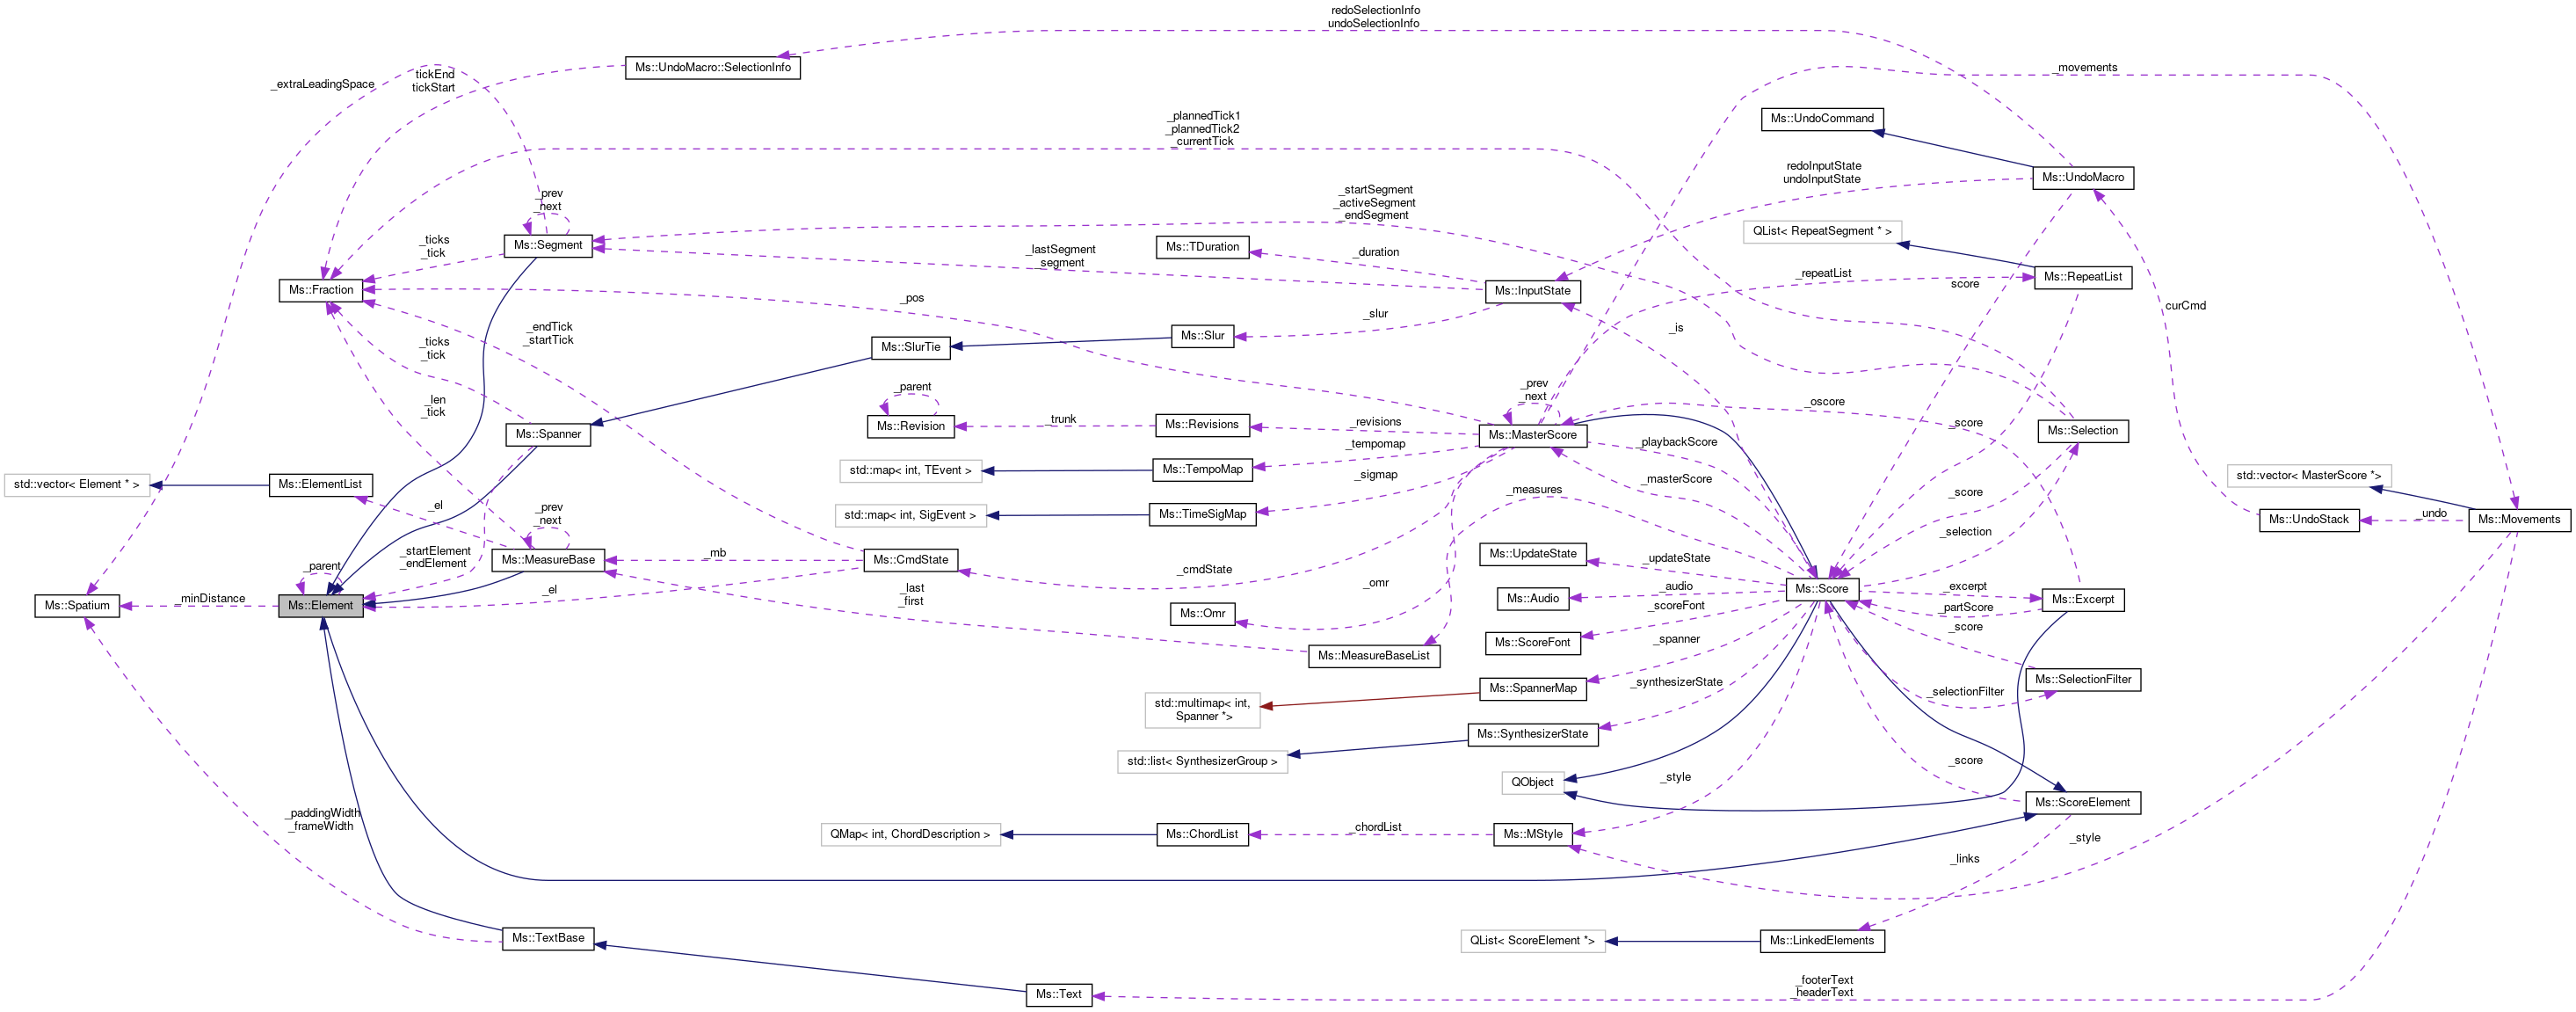 redoSelectionInfo
undoSelectionInfo
Ms::UndoMacro::SelectionInfo
_movements
tickEnd
tickStart
_extraLeadingSpace
_plannedTick1
_plannedTick2
_currentTick
Ms::UndoCommand
redoInputState
undoInputState
Ms::UndoMacro
_prev
_next
_startSegment
_activeSegment
_endSegment
QList< RepeatSegment * >
Ms::Segment
_ticks
_tick
_lastSegment
_segment
Ms::TDuration
_duration
_repeatList
Ms::RepeatList
Ms::Fraction
Ms::InputState
score
_pos
_slur
curCmd
_endTick
_startTick
_is
Ms::Slur
Ms::SlurTie
_ticks
_tick
_parent
_prev
_next
_len
_tick
_oscore
Ms::Revision
_trunk
Ms::Revisions
_revisions
Ms::MasterScore
_score
Ms::Selection
Ms::Spanner
_playbackScore
_tempomap
std::map< int, TEvent >
Ms::TempoMap
_sigmap
_masterScore
std::vector< MasterScore *>
std::vector< Element * >
Ms::ElementList
_el
_measures
_score
_prev
_next
std::map< int, SigEvent >
Ms::TimeSigMap
Ms::UndoStack
_undo
Ms::Movements
_selection
_startElement
_endElement
Ms::MeasureBase
_mb
Ms::CmdState
Ms::UpdateState
_updateState
_parent
_cmdState
_omr
_el
_last
_first
_audio
Ms::Score
_excerpt
Ms::Spatium
_minDistance
Ms::Element
Ms::Omr
Ms::Audio
_scoreFont
_partScore
Ms::Excerpt
_score
Ms::ScoreFont
_spanner
Ms::MeasureBaseList
Ms::SelectionFilter
_selectionFilter
Ms::SpannerMap
_synthesizerState
std::multimap< int,
Spanner *>
Ms::SynthesizerState
std::list< SynthesizerGroup >
_score
_style
QObject
Ms::ScoreElement
_paddingWidth
_frameWidth
QMap< int, ChordDescription >
Ms::ChordList
_chordList
Ms::MStyle
_style
_links
Ms::TextBase
QList< ScoreElement *>
Ms::LinkedElements
Ms::Text
_footerText
_headerText